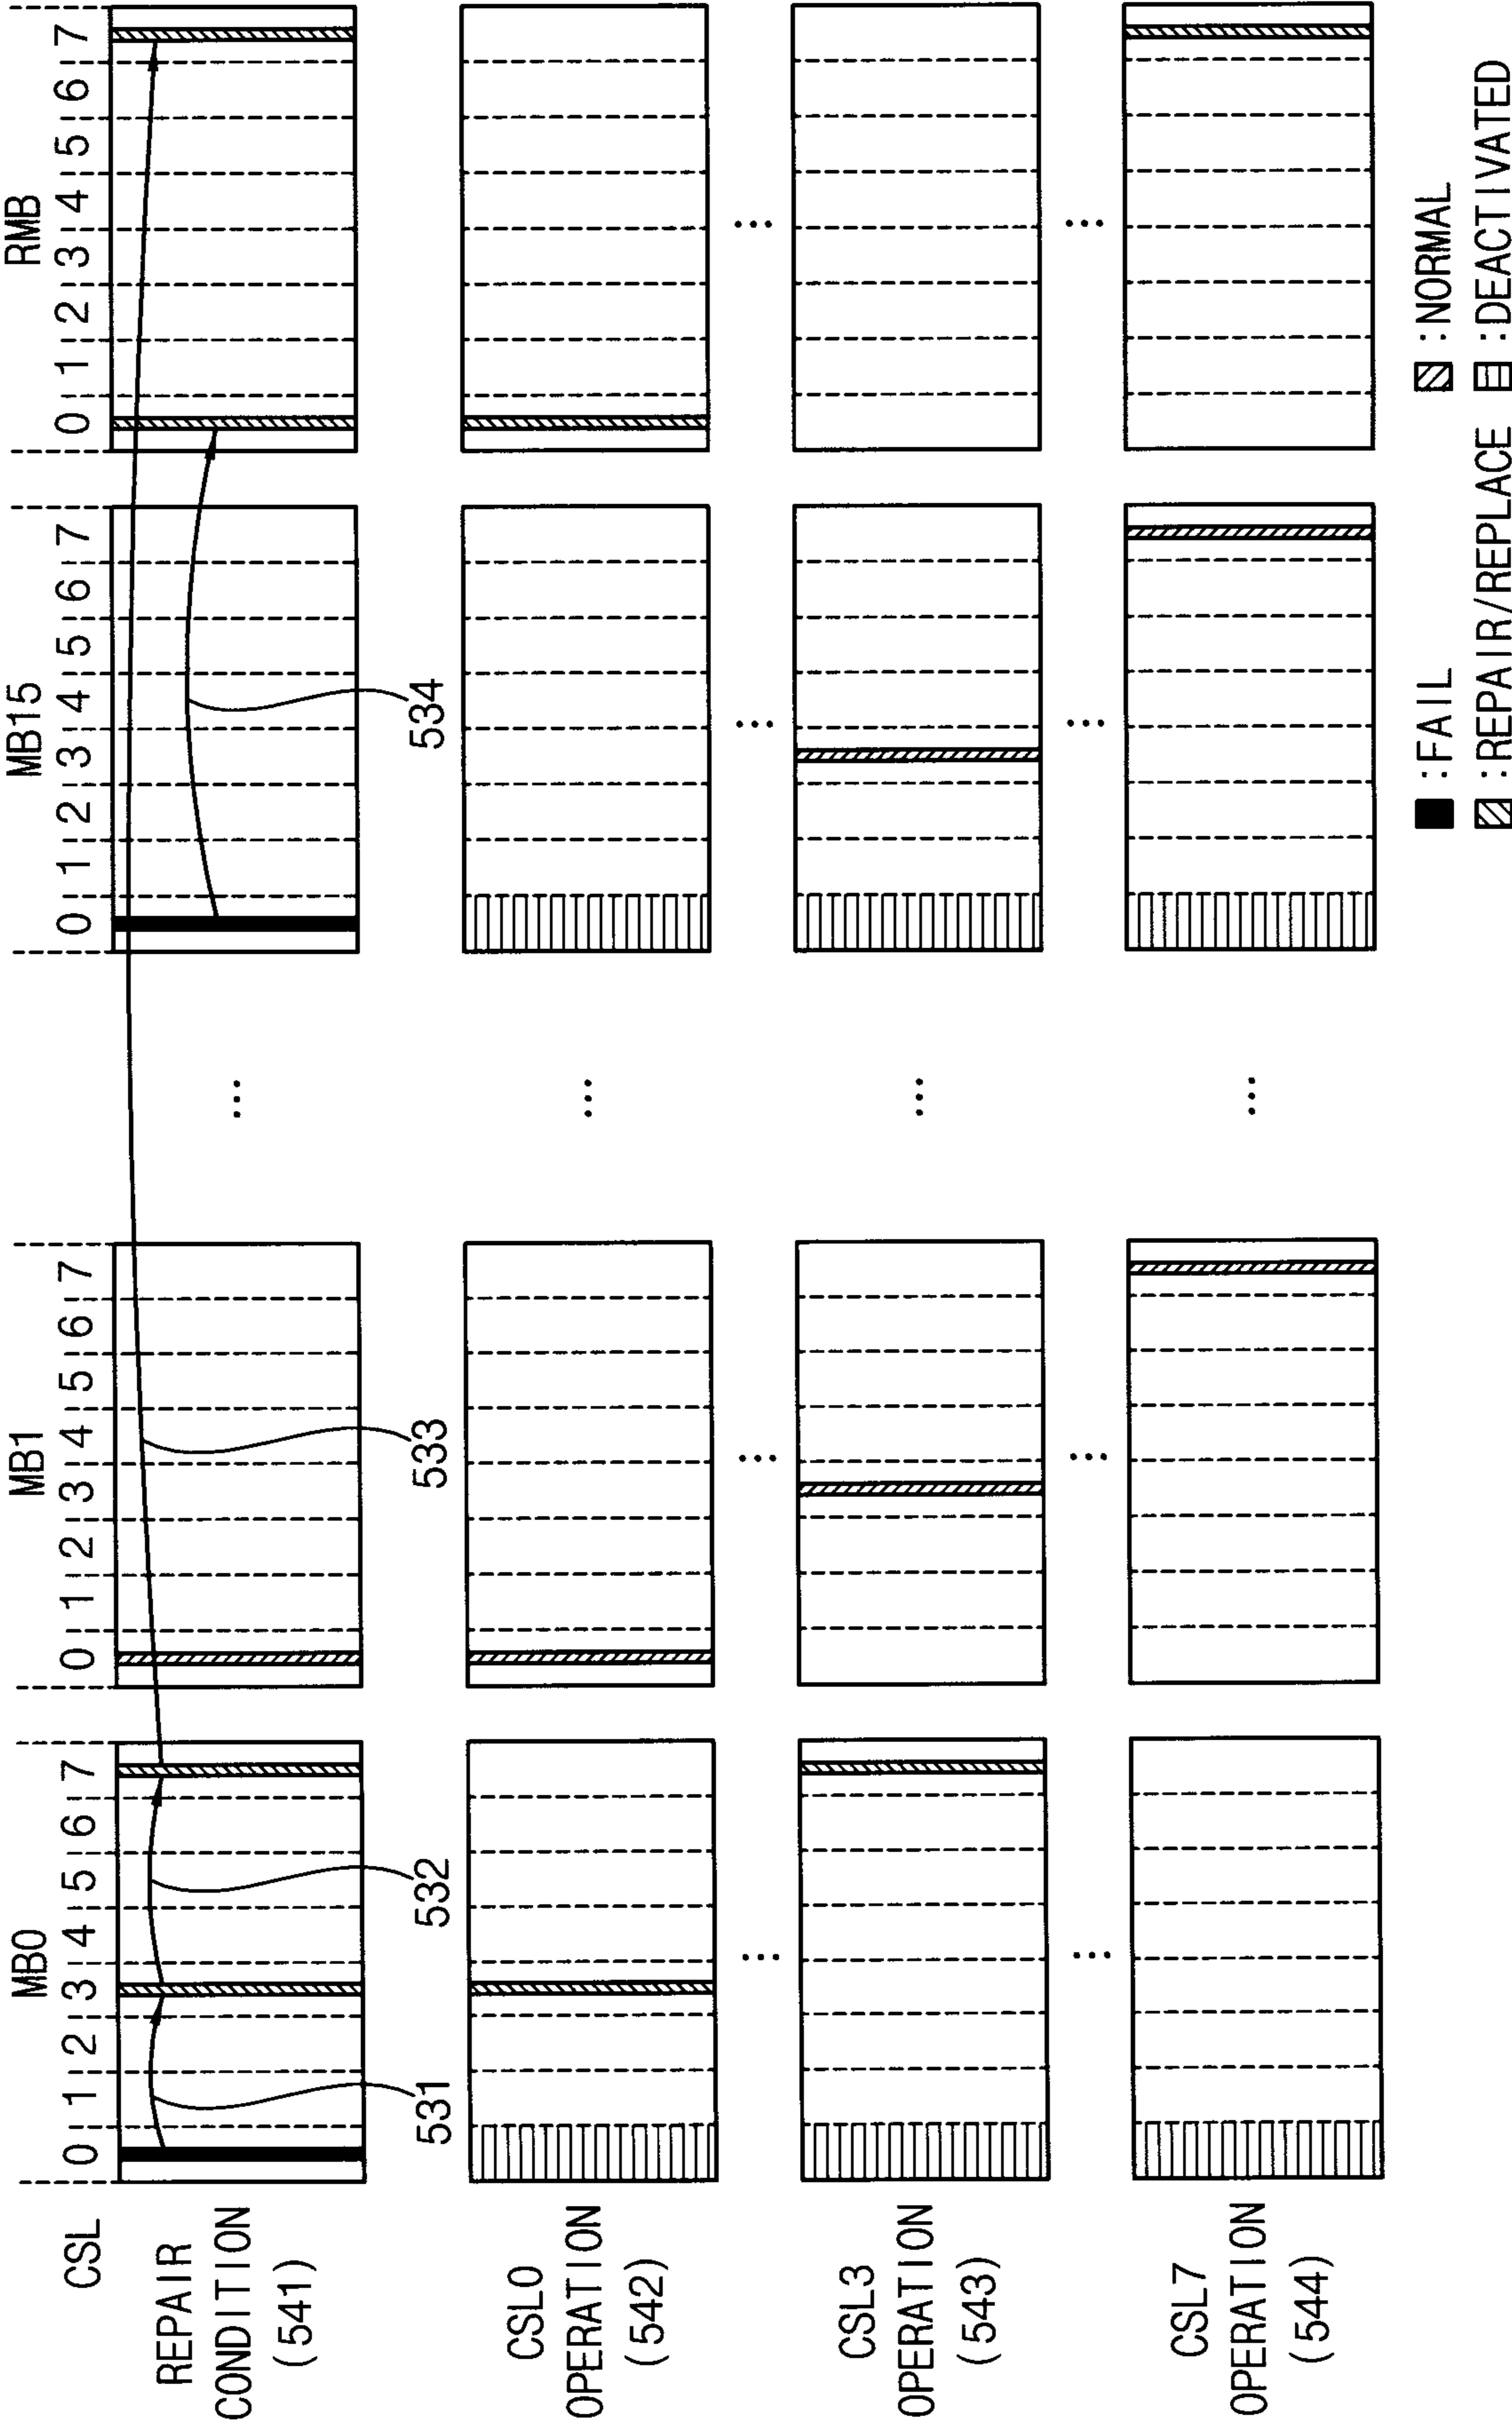 MB0 MB1 MB15 RMB
CSL 0 1 2 3 4 5 6 7 0 1 2 3 4 5 6 7 0 1 2 3 4 5 6 7 0 1 2 3 4 5 6 7
REPAIR
CONDITION
(541)
...
531 532 533 534
CSL0
OPERATION
(542)
...
... ... ... ...
CSL3
OPERATION
(543)
...
... ... ... ...
CSL7
OPERATION
(544)
...
:FAIL :NORMAL
:REPAIR/REPLACE :DEACTIVATED